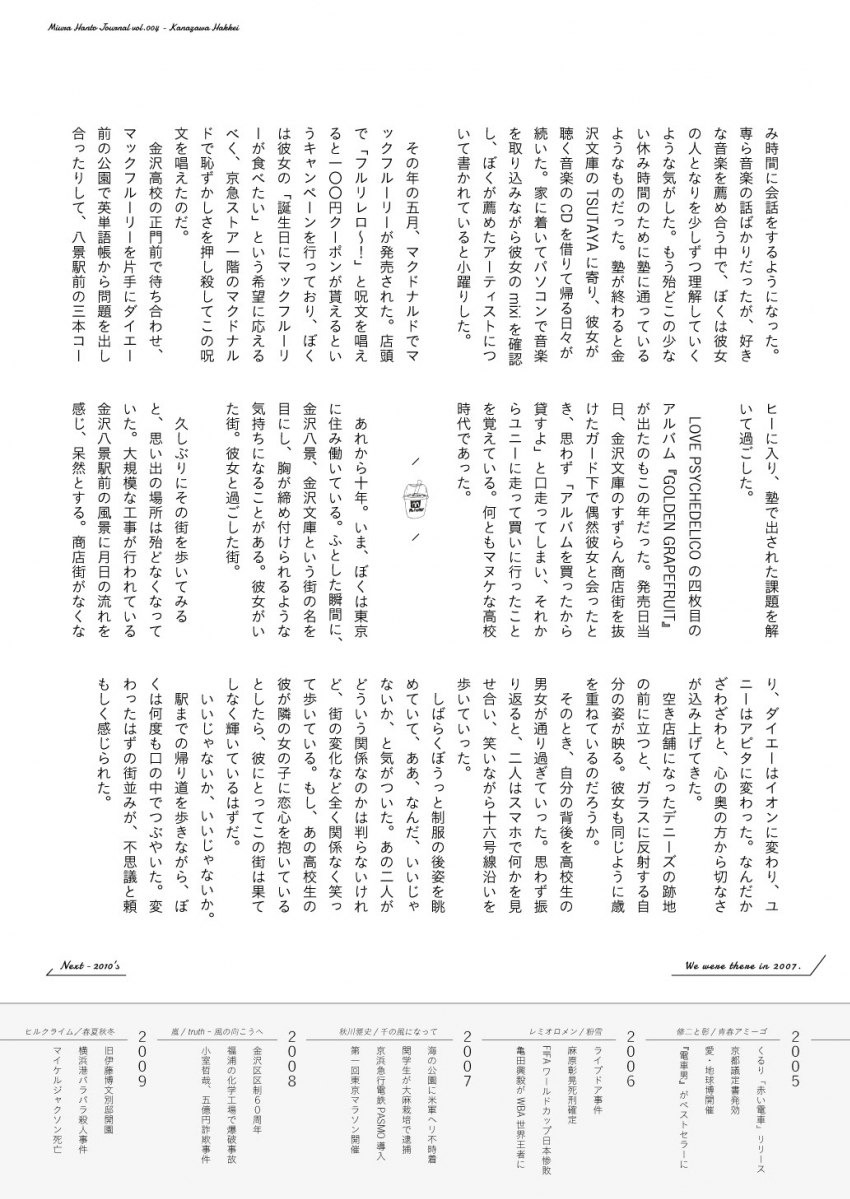 Miura Hanto Journal vol.004 - Kanazawa Hakkei
み時間に会話をするようになった。
専ら音楽の話ばかりだったが、好き
な音楽を薦め合う中で、ぼくは彼女
の人となりを少しずつ理解していく
ような気がした。もう殆どこの少な
い休み時間のために塾に通っている
ようなものだった。塾が終わると金
沢文庫の TSUTAYA に寄り、彼女が
聴く音楽の CD を借りて帰る日々が
続いた。家に着いてパソコンで音楽
を取り込みながら彼女の mixi を確認
し、ぼくが薦めたアーティストにつ
いて書かれていると小躍りした。
その年の五月、マクドナルドでマ
ックフルーリーが発売された。店頭
で「フルリレロ〜！」と呪文を唱え
ると一〇〇円クーポンが貰えるとい
うキャンペーンを行っており、ぼく
は彼女の「誕生日にマックフルーリ
ーが食べたい」という希望に応える
べく、京急ストア一階のマクドナル
ドで恥ずかしさを押し殺してこの呪
文を唱えたのだ。
金沢高校の正門前で待ち合わせ、
マックフルーリーを片手にダイエー
前の公園で英単語帳から問題を出し
合ったりして、八景駅前の三本コー
ヒーに入り、塾で出された課題を解
いて過ごした。
LOVE PSYCHEDELICO の四枚目の
アルバム『GOLDEN GRAPEFRUIT』
が出たのもこの年だった。発売日当
日、金沢文庫のすずらん商店街を抜
けたガード下で偶然彼女と会ったと
き、思わず「アルバムを買ったから
貸すよ」と口走ってしまい、それか
らユニーに走って買いに行ったこと
を覚えている。何ともマヌケな高校
時代であった。
あれから十年。いま、ぼくは東京
に住み働いている。ふとした瞬間に、
金沢八景、金沢文庫という街の名を
目にし、胸が締め付けられるような
気持ちになることがある。彼女がい
た街。彼女と過ごした街。
久しぶりにその街を歩いてみる
と、思い出の場所は殆どなくなって
いた。大規模な工事が行われている
金沢八景駅前の風景に月日の流れを
感じ、呆然とする。商店街がなくな
り、ダイエーはイオンに変わり、ユ
ニーはアピタに変わった。なんだか
ざわざわと、心の奥の方から切なさ
が込み上げてきた。
空き店舗になったデニーズの跡地
の前に立つと、ガラスに反射する自
分の姿が映る。彼女も同じように歳
を重ねているのだろうか。
そのとき、自分の背後を高校生の
男女が通り過ぎていった。思わず振
り返ると、二人はスマホで何かを見
せ合い、笑いながら十六号線沿いを
歩いていった。
しばらくぼうっと制服の後姿を眺
めていて、ああ、なんだ、いいじゃ
ないか、と気がついた。あの二人が
どういう関係なのかは判らないけれ
ど、街の変化など全く関係なく笑っ
て歩いている。もし、あの高校生の
彼が隣の女の子に恋心を抱いている
としたら、彼にとってこの街は果て
しなく輝いているはずだ。
いいじゃないか、いいじゃないか。
駅までの帰り道を歩きながら、ぼ
くは何度も口の中でつぶやいた。変
わったはずの街並みが、不思議と頼
もしく感じられた。
We were there in 2007.
Next - 2010's
2005
修二と彰 / 青春アミーゴ
くるり「赤い電車」リリース
京都議定書発効
愛・地球博開催
『電車男』がベストセラーに
2006
レミオロメン / 粉雪
ライブドア事件
麻原彰晃死刑確定
FIFA ワールドカップ日本惨敗
亀田興毅が WBA 世界王者に
2007
秋川雅史 / 千の風になって
海の公園に米軍ヘリ不時着
関学生が大麻栽培で逮捕
京浜急行電鉄 PASMO 導入
第一回東京マラソン開催
2008
嵐 / truth - 風の向こうへ
金沢区区制60周年
福浦の化学工場で爆破事故
小室哲哉、五億円詐欺事件
2009
ヒルクライム／春夏秋冬
旧伊藤博文別邸開園
横浜港バラバラ殺人事件
マイケルジャクソン死亡